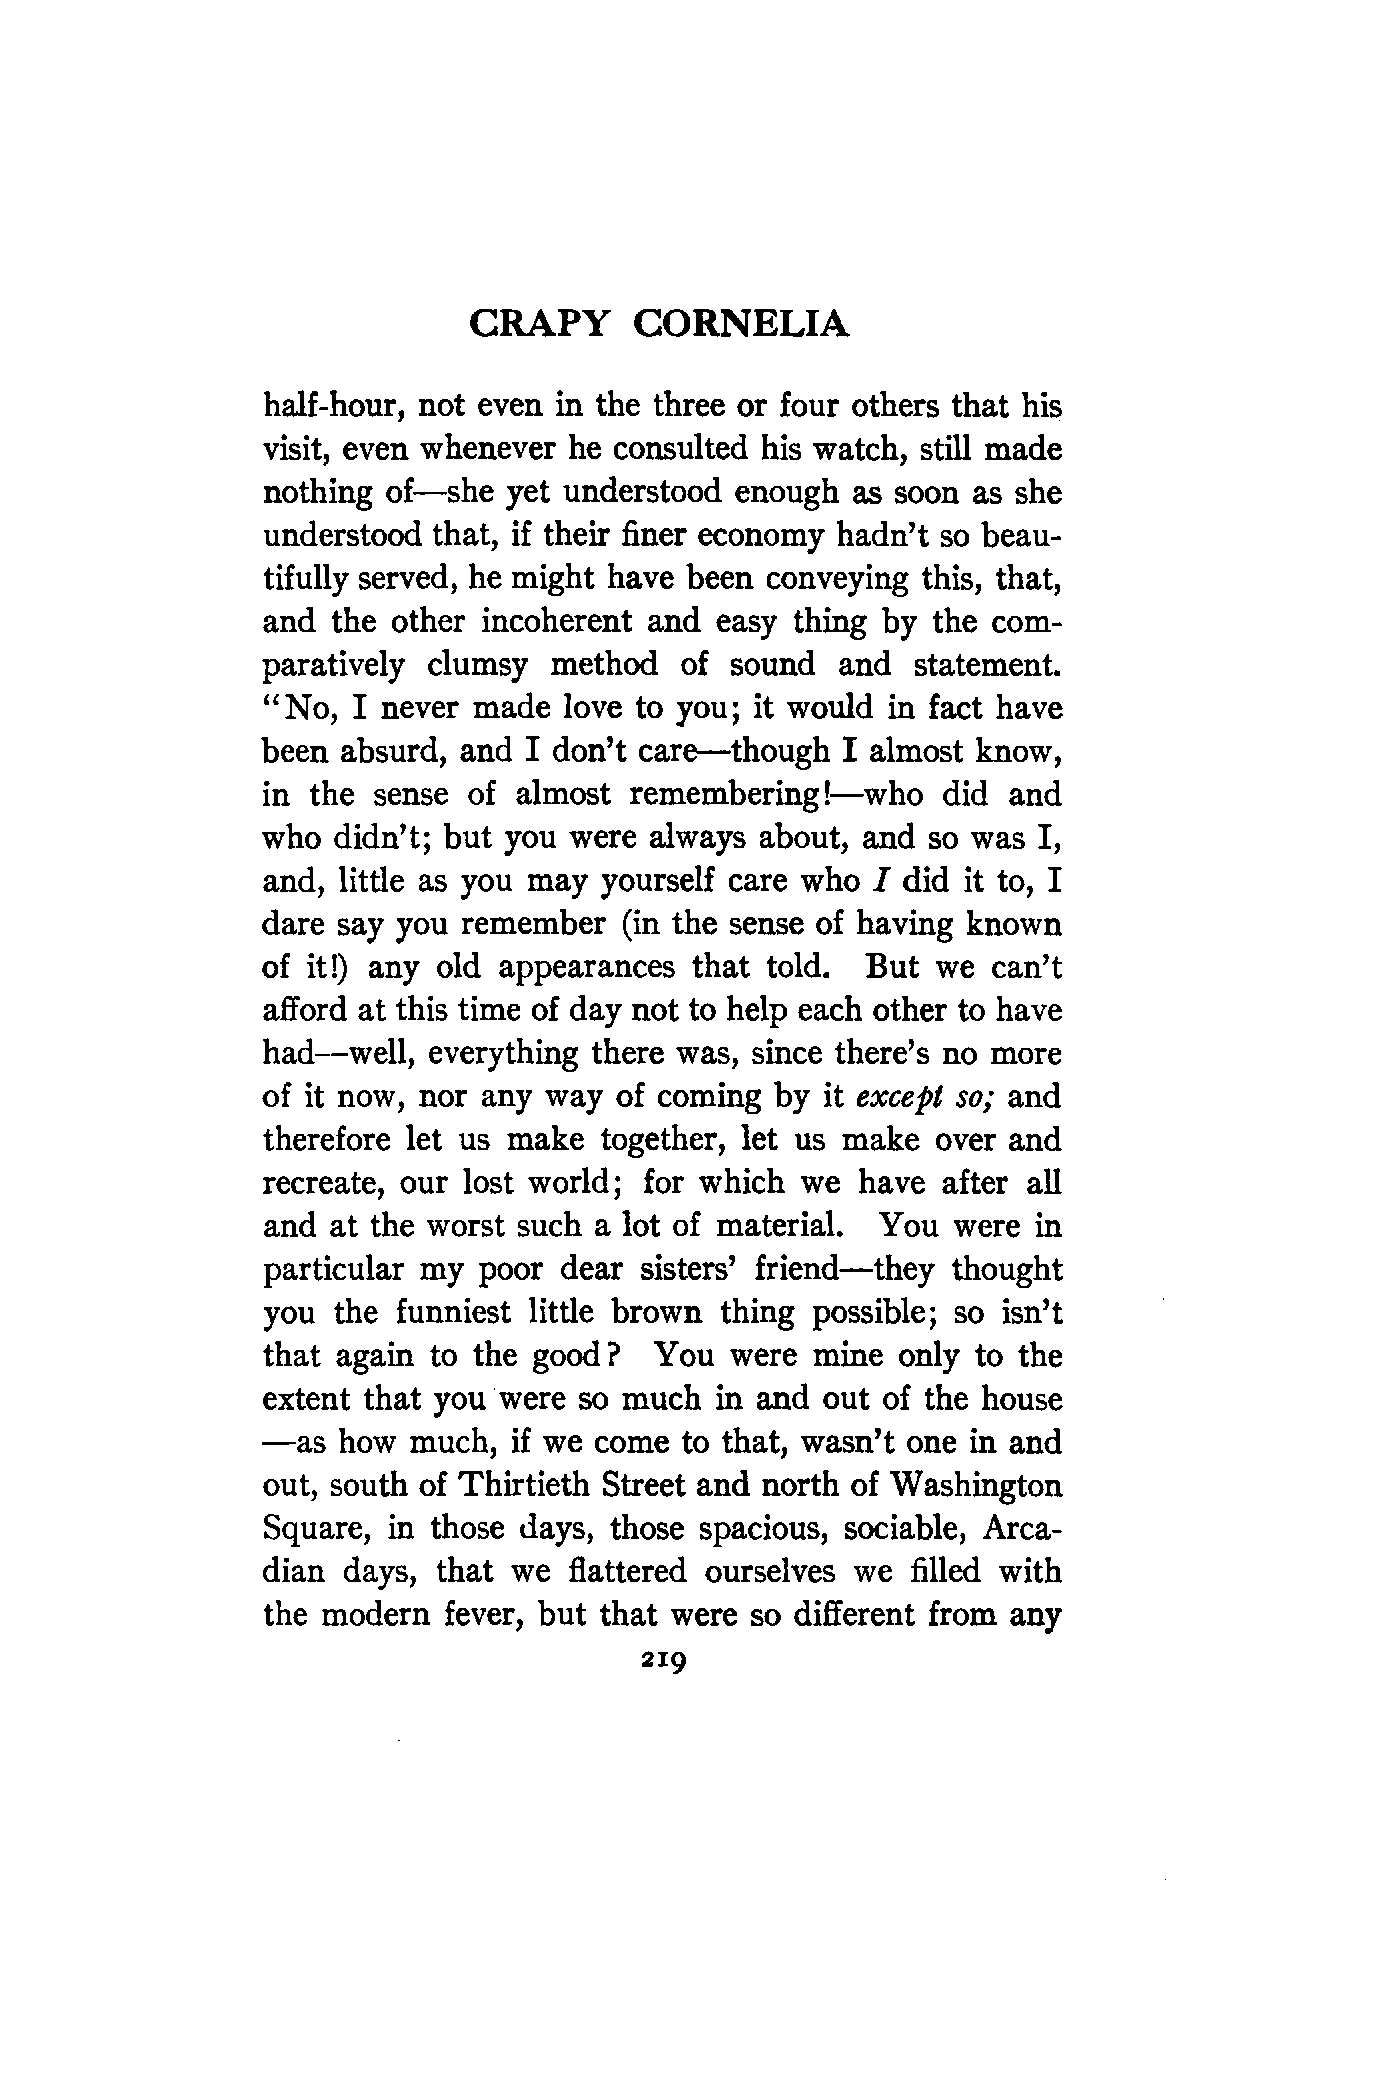 CRAPY CORNELIA
half-hour, not even in the three or four others that his
visit, even whenever he consulted his watch, still made
nothing of—she yet understood enough as soon as she
understood that, if their finer economy hadn't so beau-
tifully served, he might have been conveying this, that,
and the other incoherent and easy thing by the com-
paratively clumsy method of sound and statement.
"No, I never made love to you; it would in fact have
been absurd, and I don't care—though I almost know,
in the sense of almost remembering!—who did and
who didn't; but you were always about, and so was I,
and, little as you may yourself care who I did it to, I
dare say you remember (in the sense of having known
of it!) any old appearances that told. But we can't
afford at this time of day not to help each other to have
had—well, everything there was, since there's no more
of it now, nor any way of coming by it except so; and
therefore let us make together, let us make over and
recreate, our lost world; for which we have after all
and at the worst such a lot of material. You were in
particular my poor dear sisters' friend—they thought
you the funniest little brown thing possible; so isn't
that again to the good? You were mine only to the
extent that you were so much in and out of the house
—as how much, if we come to that, wasn't one in and
out, south of Thirtieth Street and north of Washington
Square, in those days, those spacious, sociable, Arca-
dian days, that we flattered ourselves we filled with
the modern fever, but that were so different from any
219